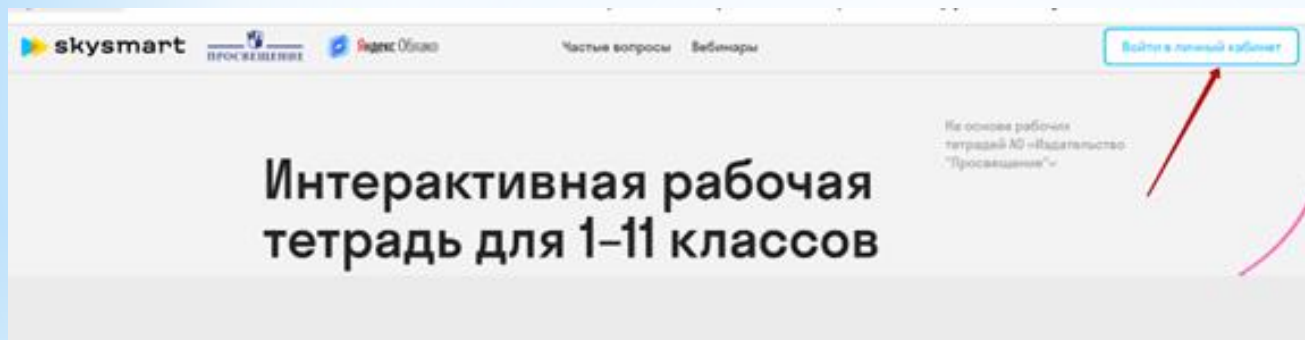 skysmart ПРОСВЕЩЕНИЕ Яндекс Облако Частые вопросы Вебинары Войти в личный кабинет
На основе рабочих
тетрадей АО «Издательство
"Просвещение"»
Интерактивная рабочая
тетрадь для 1–11 классов